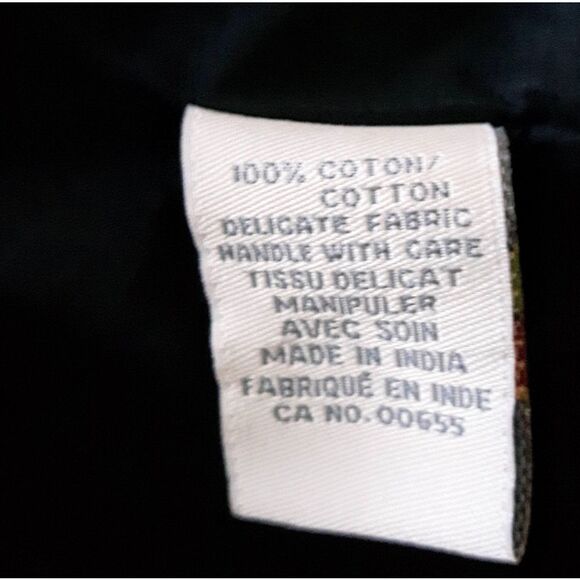 100% COTON/
COTTON
DELICATE FABRIC
HANDLE WITH CARE
TISSU DELICAT
MANIPULER
AVEC SOIN
MADE IN INDIA
FABRIQUÉ EN INDE
CA NO. 00655